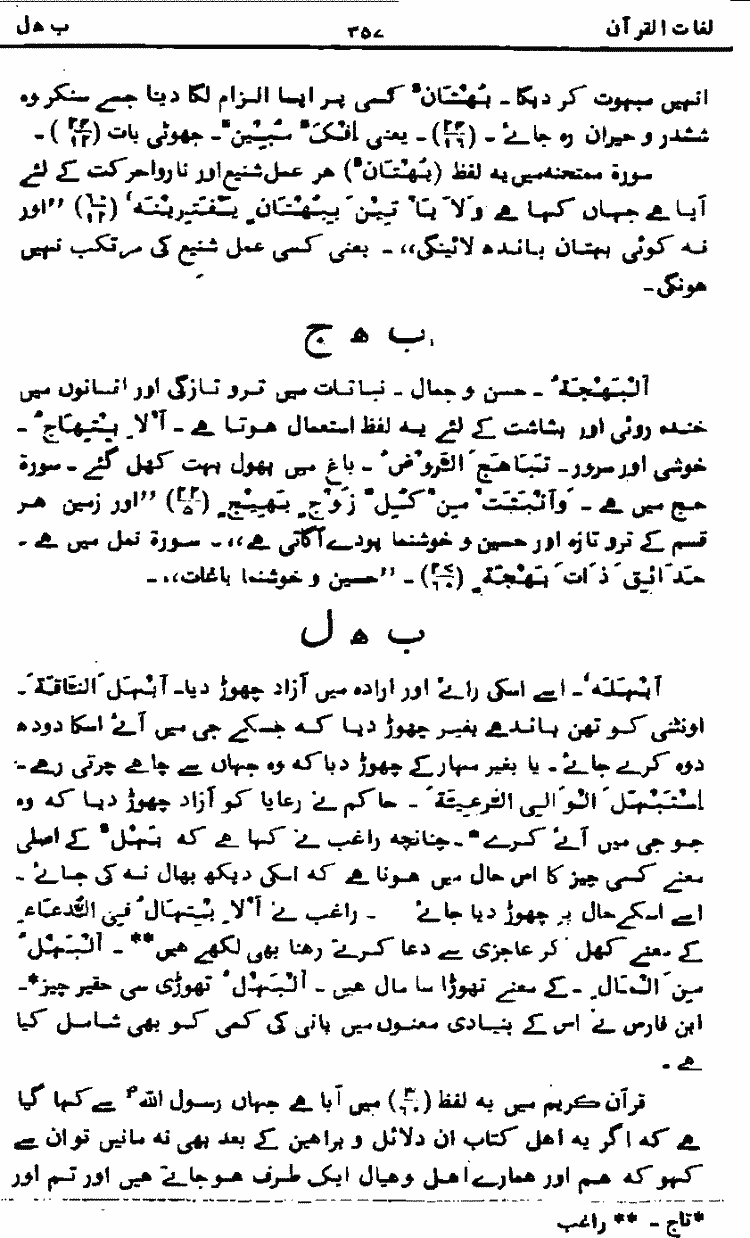 لغات القرآن ۳۵۷ ب ھ ل
انہیں مبہوت کر دیگا۔ بُهْتَانٌ کسی پر ایسا الزام لگا دینا جسے سنکر وہ
ششدر و حیران رہ جائے۔ (۲۴/۱۶)۔ یعنی اِفْکٌ مُّبِیْنٌ۔ جھوٹی بات (۲۴/۱۲)۔
سورۃ ممتحنہ میں یہ لفظ (بُهْتَانٌ) ہر عمل شنیع اور ناروا حرکت کے لئے
آیا ہے جہاں کہا ہے وَلَا یَاْتِیْنَ بِبُهْتَانٍ یَّفْتَرِیْنَهٗ (۶۰/۱۲) ”اور
نہ کوئی بہتان باندھ لائینگی،،۔ یعنی کسی عمل شنیع کی مرتکب نہیں
ہونگی۔
ب ھ ج
اَلْبَهْجَةُ۔ حسن و جمال۔ نباتات میں تروتازگی اور انسانوں میں
خندہ روئی اور بشاشت کے لئے یہ لفظ استعمال ہوتا ہے۔ اَلْاِبْتِهَاجُ۔
خوشی اور سرور۔ تَبَاهَجَ الرَّوْضُ۔ باغ میں پھول بہت کھل گئے۔ سورۃ
حج میں ہے۔ وَاَنْبَتَتْ مِنْ کُلِّ زَوْجٍ بَهِیْجٍ (۲۲/۵) ”اور زمین ہر
قسم کے تروتازہ اور حسین و خوشنما پودے اگاتی ہے،،۔ سورۃ نمل میں ہے۔
حَدَائِقَ ذَاتَ بَهْجَةٍ (۲۷/۶۰)۔ ”حسین و خوشنما باغات،،۔
ب ھ ل
اَبْهَلَهٗ۔ اسے اسکی رائے اور ارادہ میں آزاد چھوڑ دیا۔ اَبْهَلَ النَّاقَةَ۔
اونٹنی کو تھن باندھے بغیر چھوڑ دیا کہ جسکے جی میں آئے اسکا دودھ
دوہ کرے جائے۔ یا بغیر مہار کے چھوڑ دیا کہ وہ جہاں سے چاہے چرتی رہے۔
اِسْتَبْهَلَ الْوَالِی الرَّعِیَّةَ۔ حاکم نے رعایا کو آزاد چھوڑ دیا کہ وہ
جو جی میں آئے کرے*۔ چنانچہ راغب نے کہا ہے کہ بَهْلٌ کے اصلی
معنے کسی چیز کا اس حال میں ہونا ہے کہ اسکی دیکھ بھال نہ کی جائے۔
اسے اسکے حال پر چھوڑ دیا جائے ۔ راغب نے اَلْاِبْتِهَالُ فِی الدُّعَاءِ
کے معنے کھل کر عاجزی سے دعا کرتے رہنا بھی لکھے ہیں**۔ اَلْبَهْلُ
مِنَ الْمَالِ۔ کے معنے تھوڑا سا مال ہیں۔ اَلْبَهْلُ تھوڑی سی حقیر چیز*۔
ابن فارس نے اس کے بنیادی معنوں میں پانی کی کمی کو بھی شامل کیا
ہے۔
قرآن کریم میں یہ لفظ (۳/۶۰) میں آیا ہے جہاں رسول اللہؐ سے کہا گیا
ہے کہ اگر یہ اہل کتاب ان دلائل و براہین کے بعد بھی نہ مانیں تو ان سے
کہو کہ ہم اور ہمارے اہل و عیال ایک طرف ہوجاتے ہیں اور تم اور
*تاج۔ **راغب